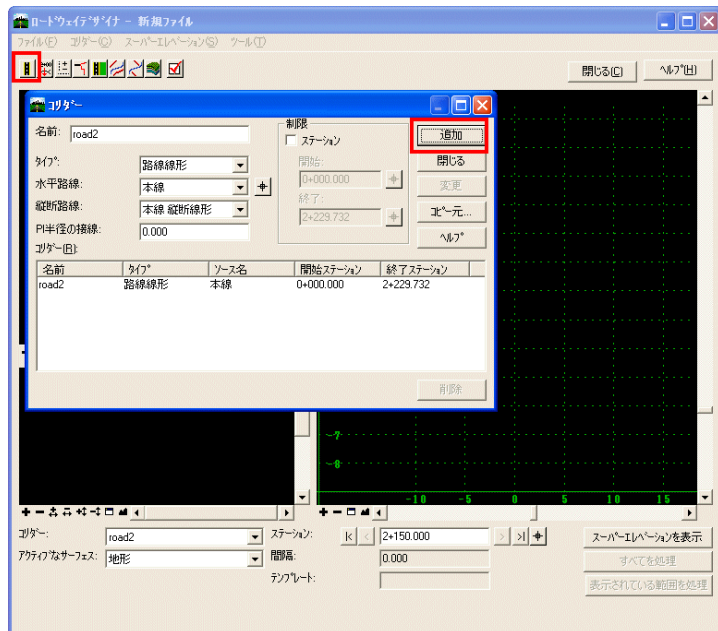 ロードウェイデザイナ - 新規ファイル
ファイル(F) コリダー(C) スーパーエレベーション(S) ツール(T)
閉じる(C) ヘルプ(H)
コリダー
名前: road2
タイプ: 路線線形
水平路線: 本線
縦断路線: 本線 縦断線形
PI半径の接線: 0.000
コリダー(R):
制限
ステーション
開始:
0+000.000
終了:
2+229.732
追加
閉じる
変更
コピー元...
ヘルプ
名前 タイプ ソース名 開始ステーション 終了ステーション
road2 路線線形 本線 0+000.000 2+229.732
削除
-7
-8
-10 -5 0 5 10 15
コリダー: road2
アクティブなサーフェス: 地形
ステーション: 2+150.000
間隔: 0.000
テンプレート:
スーパーエレベーションを表示
すべてを処理
表示されている範囲を処理